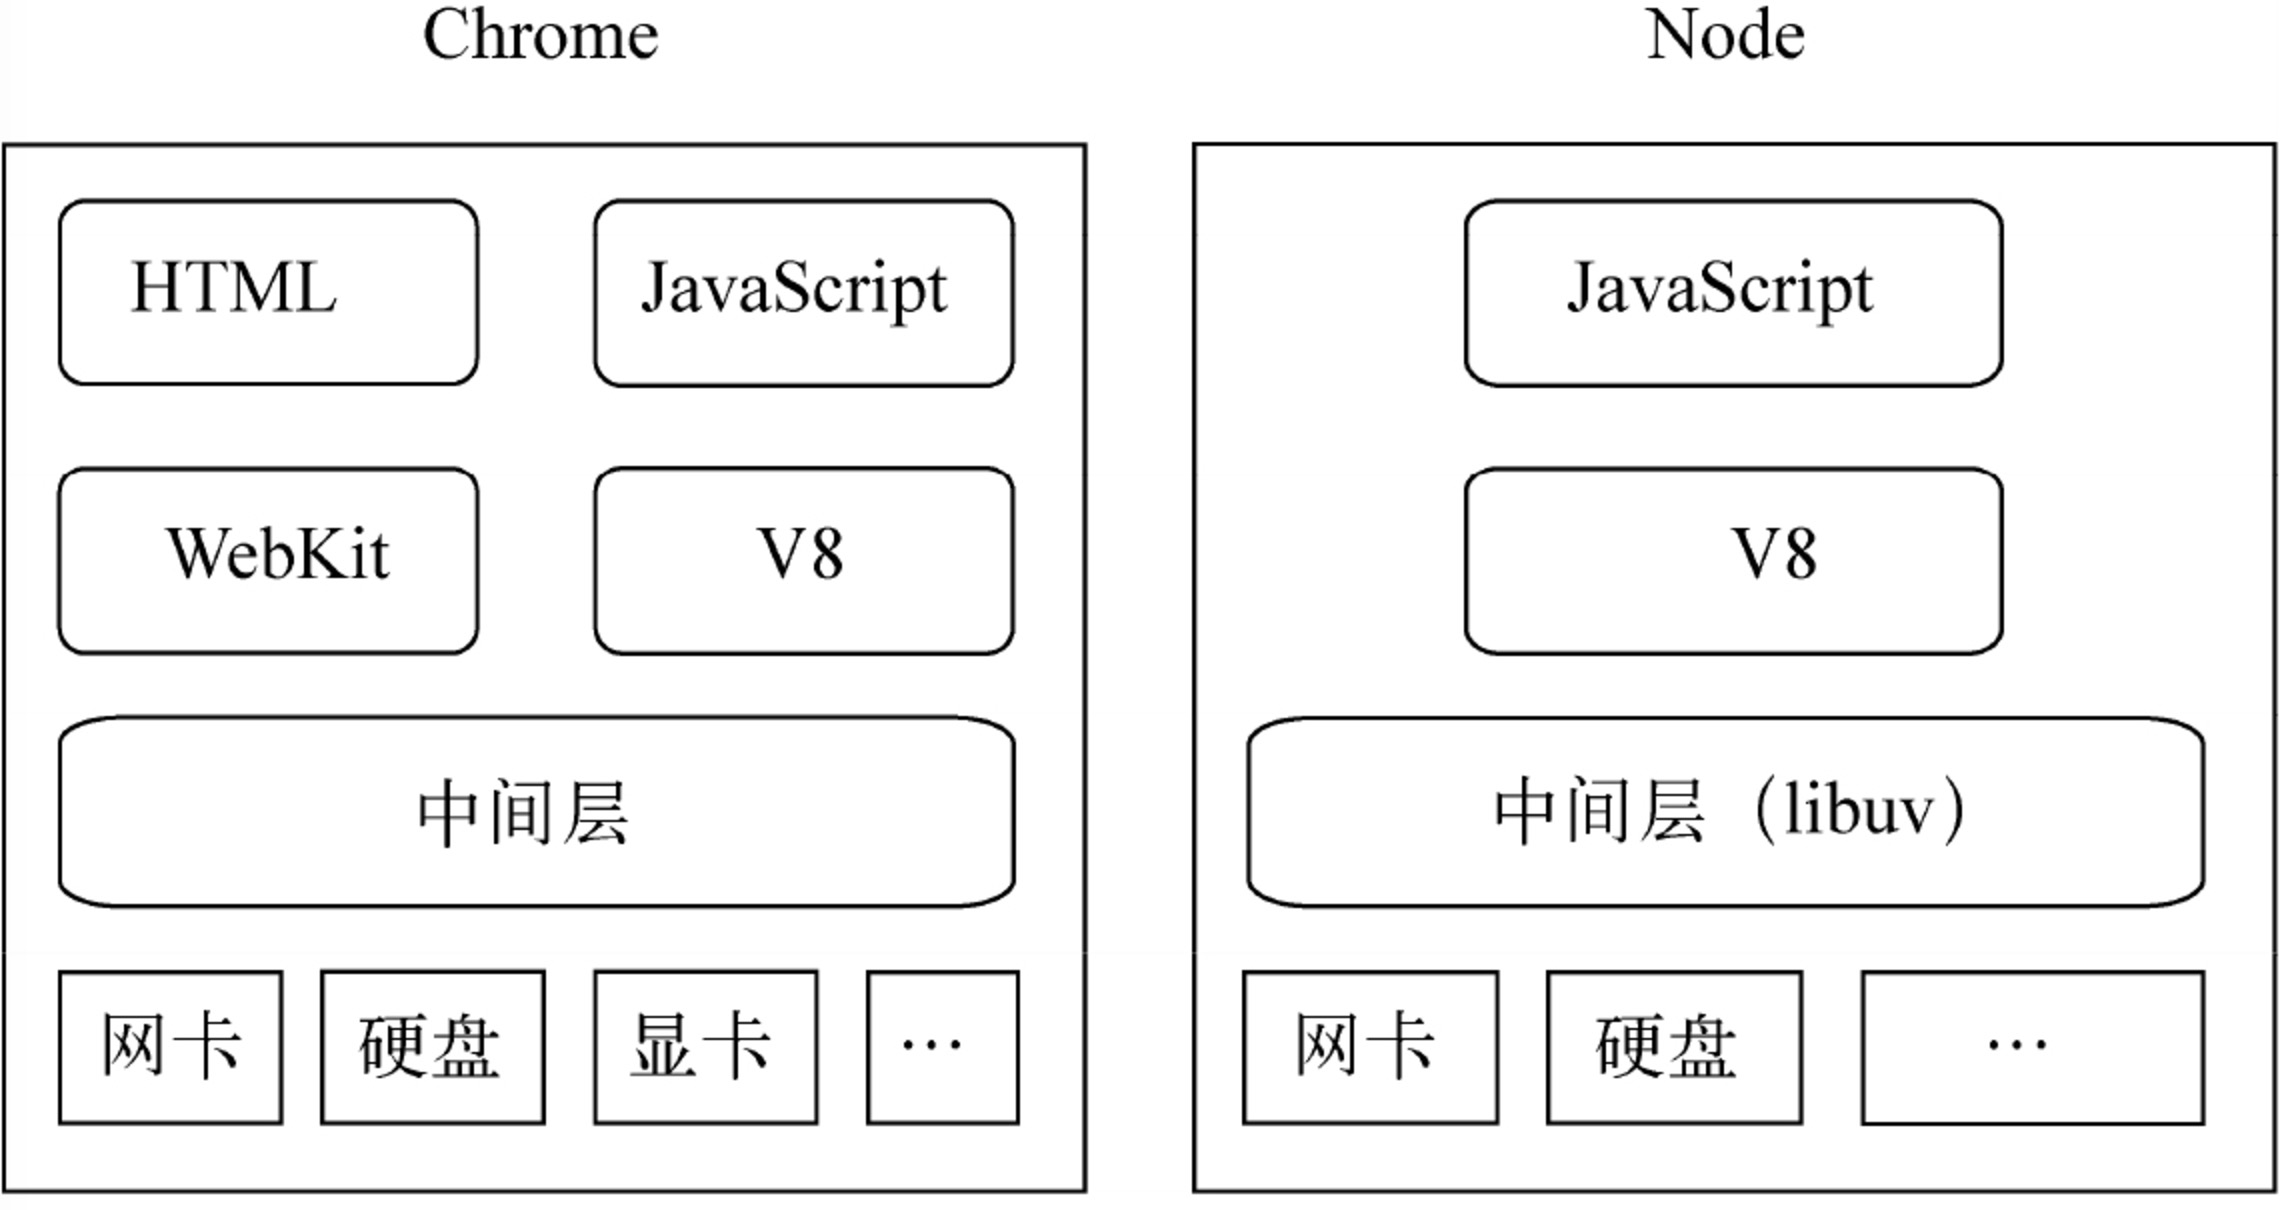 Chrome
HTML
JavaScript
WebKit
V8
中间层
网卡
硬盘
显卡
…
Node
JavaScript
V8
中间层（libuv）
网卡
硬盘
…